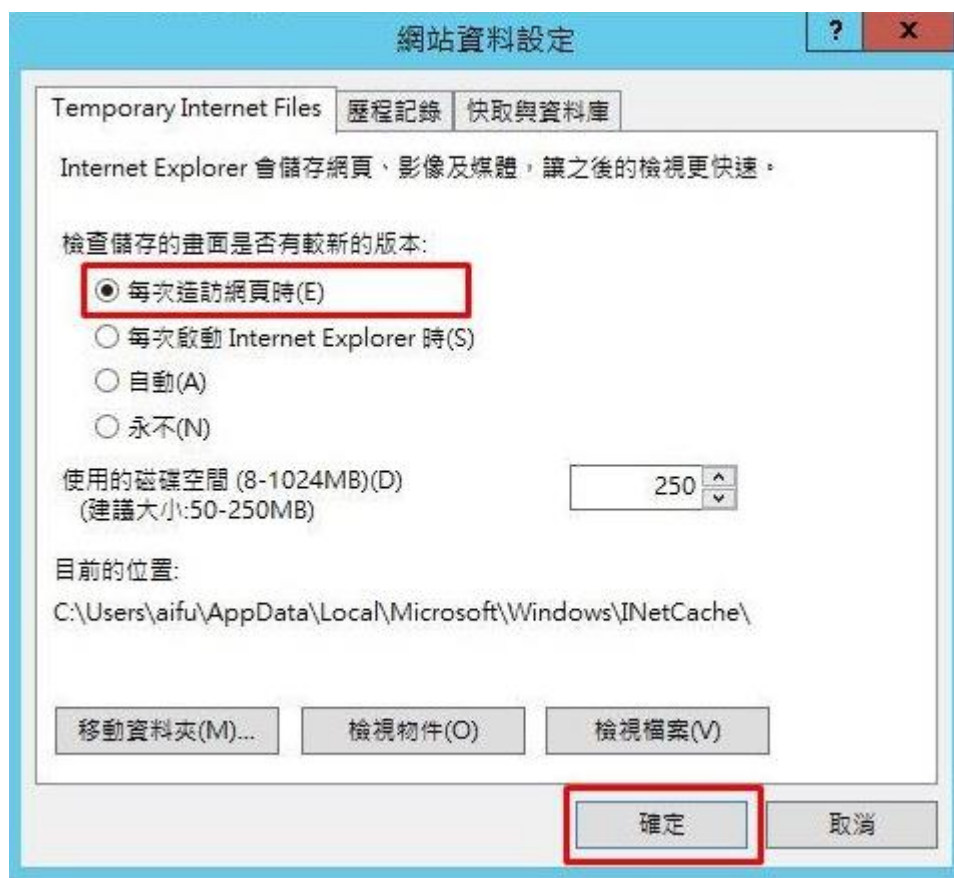 網站資料設定
?
x
Temporary Internet Files 歷程記錄 快取與資料庫
Internet Explorer 會儲存網頁、影像及媒體，讓之後的檢視更快速。
檢查儲存的畫面是否有較新的版本:
每次造訪網頁時(E)
每次啟動 Internet Explorer 時(S)
自動(A)
永不(N)
使用的磁碟空間 (8-1024MB)(D)
250
(建議大小:50-250MB)
目前的位置:
C:\Users\aifu\AppData\Local\Microsoft\Windows\INetCache\
移動資料夾(M)... 檢視物件(O) 檢視檔案(V)
確定 取消